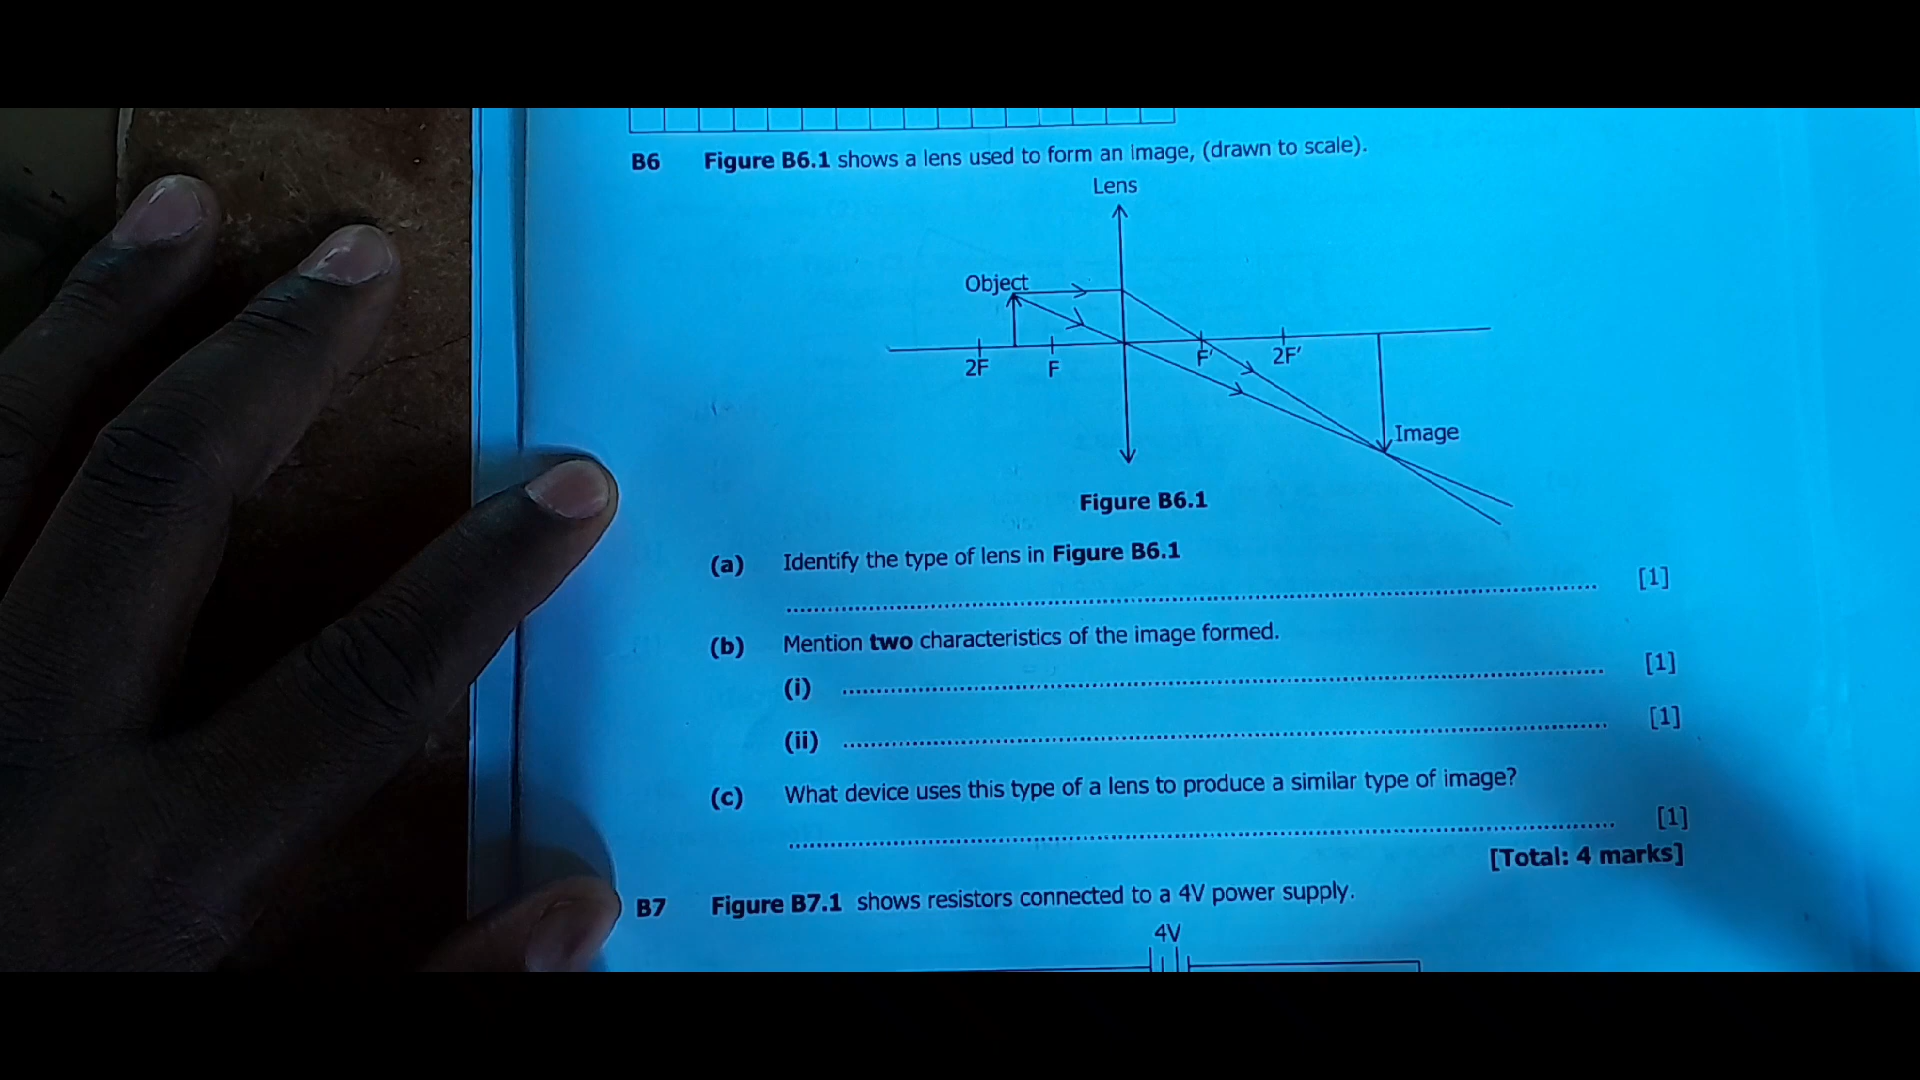 B6 Figure B6.1 shows a lens used to form an image, (drawn to scale).
Lens
Object
2F F F' 2F'
Image
Figure B6.1
(a) Identify the type of lens in Figure B6.1
[1]
(b) Mention two characteristics of the image formed.
(i) [1]
(ii) [1]
(c) What device uses this type of a lens to produce a similar type of image?
[1]
[Total: 4 marks]
B7 Figure B7.1 shows resistors connected to a 4V power supply.
4V